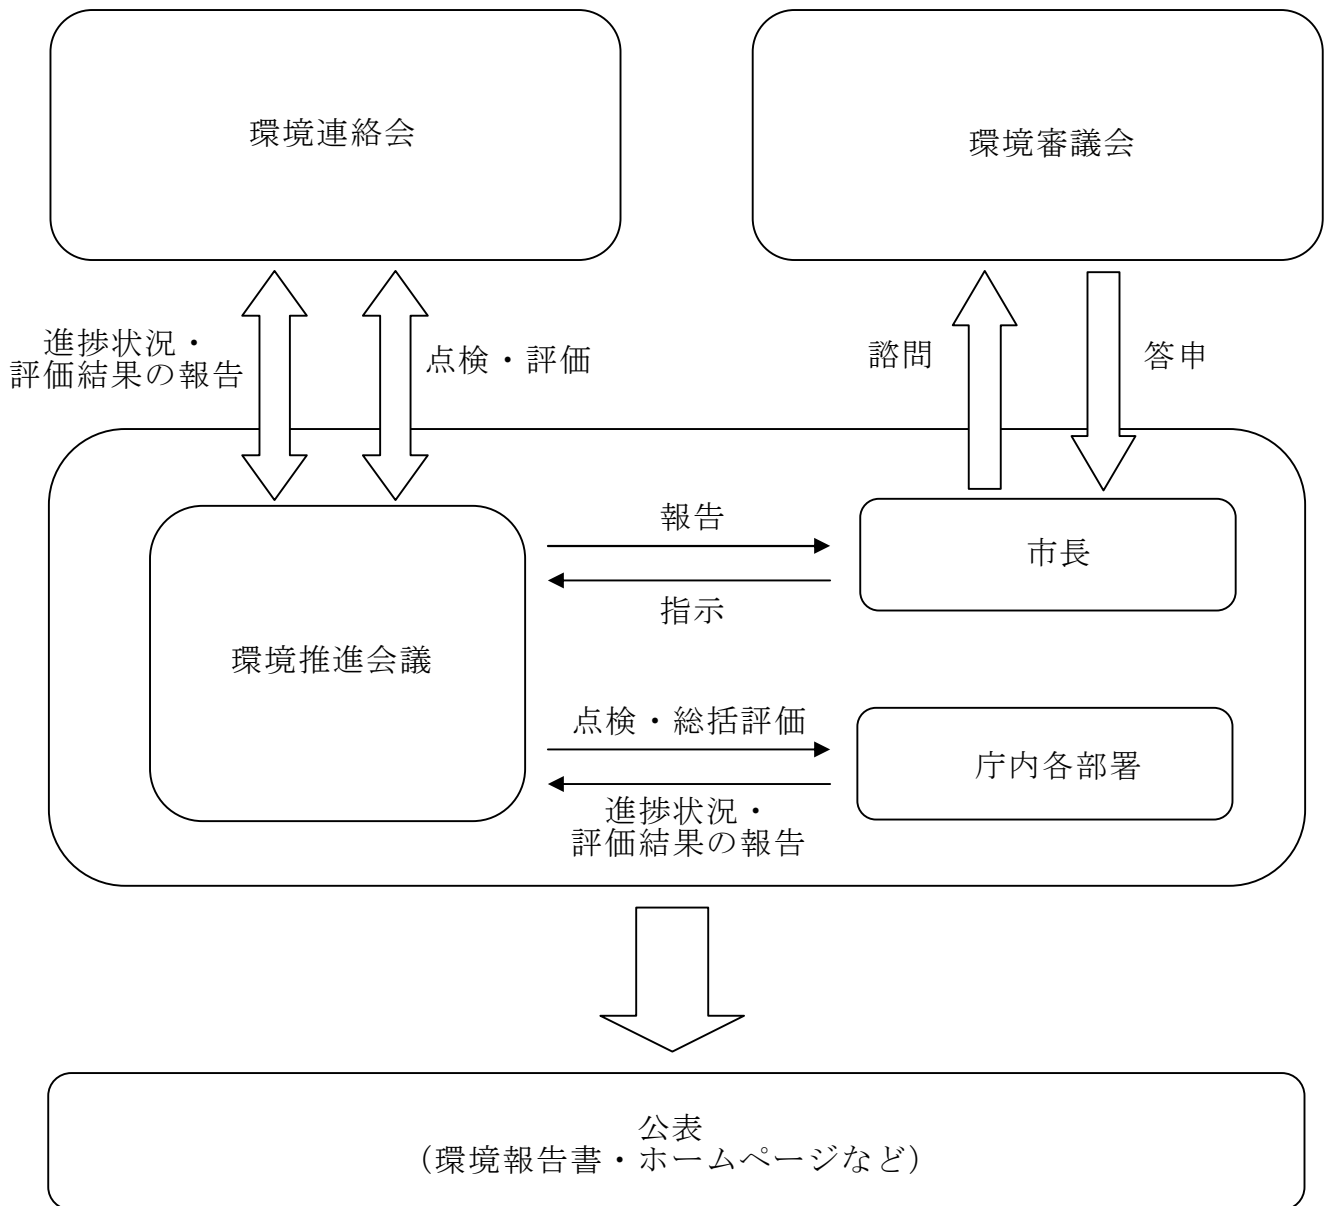 環境連絡会
環境審議会
進捗状況・
評価結果の報告
点検・評価
諮問
答申
報告
市長
指示
環境推進会議
点検・総括評価
庁内各部署
進捗状況・
評価結果の報告
公表
（環境報告書・ホームページなど）